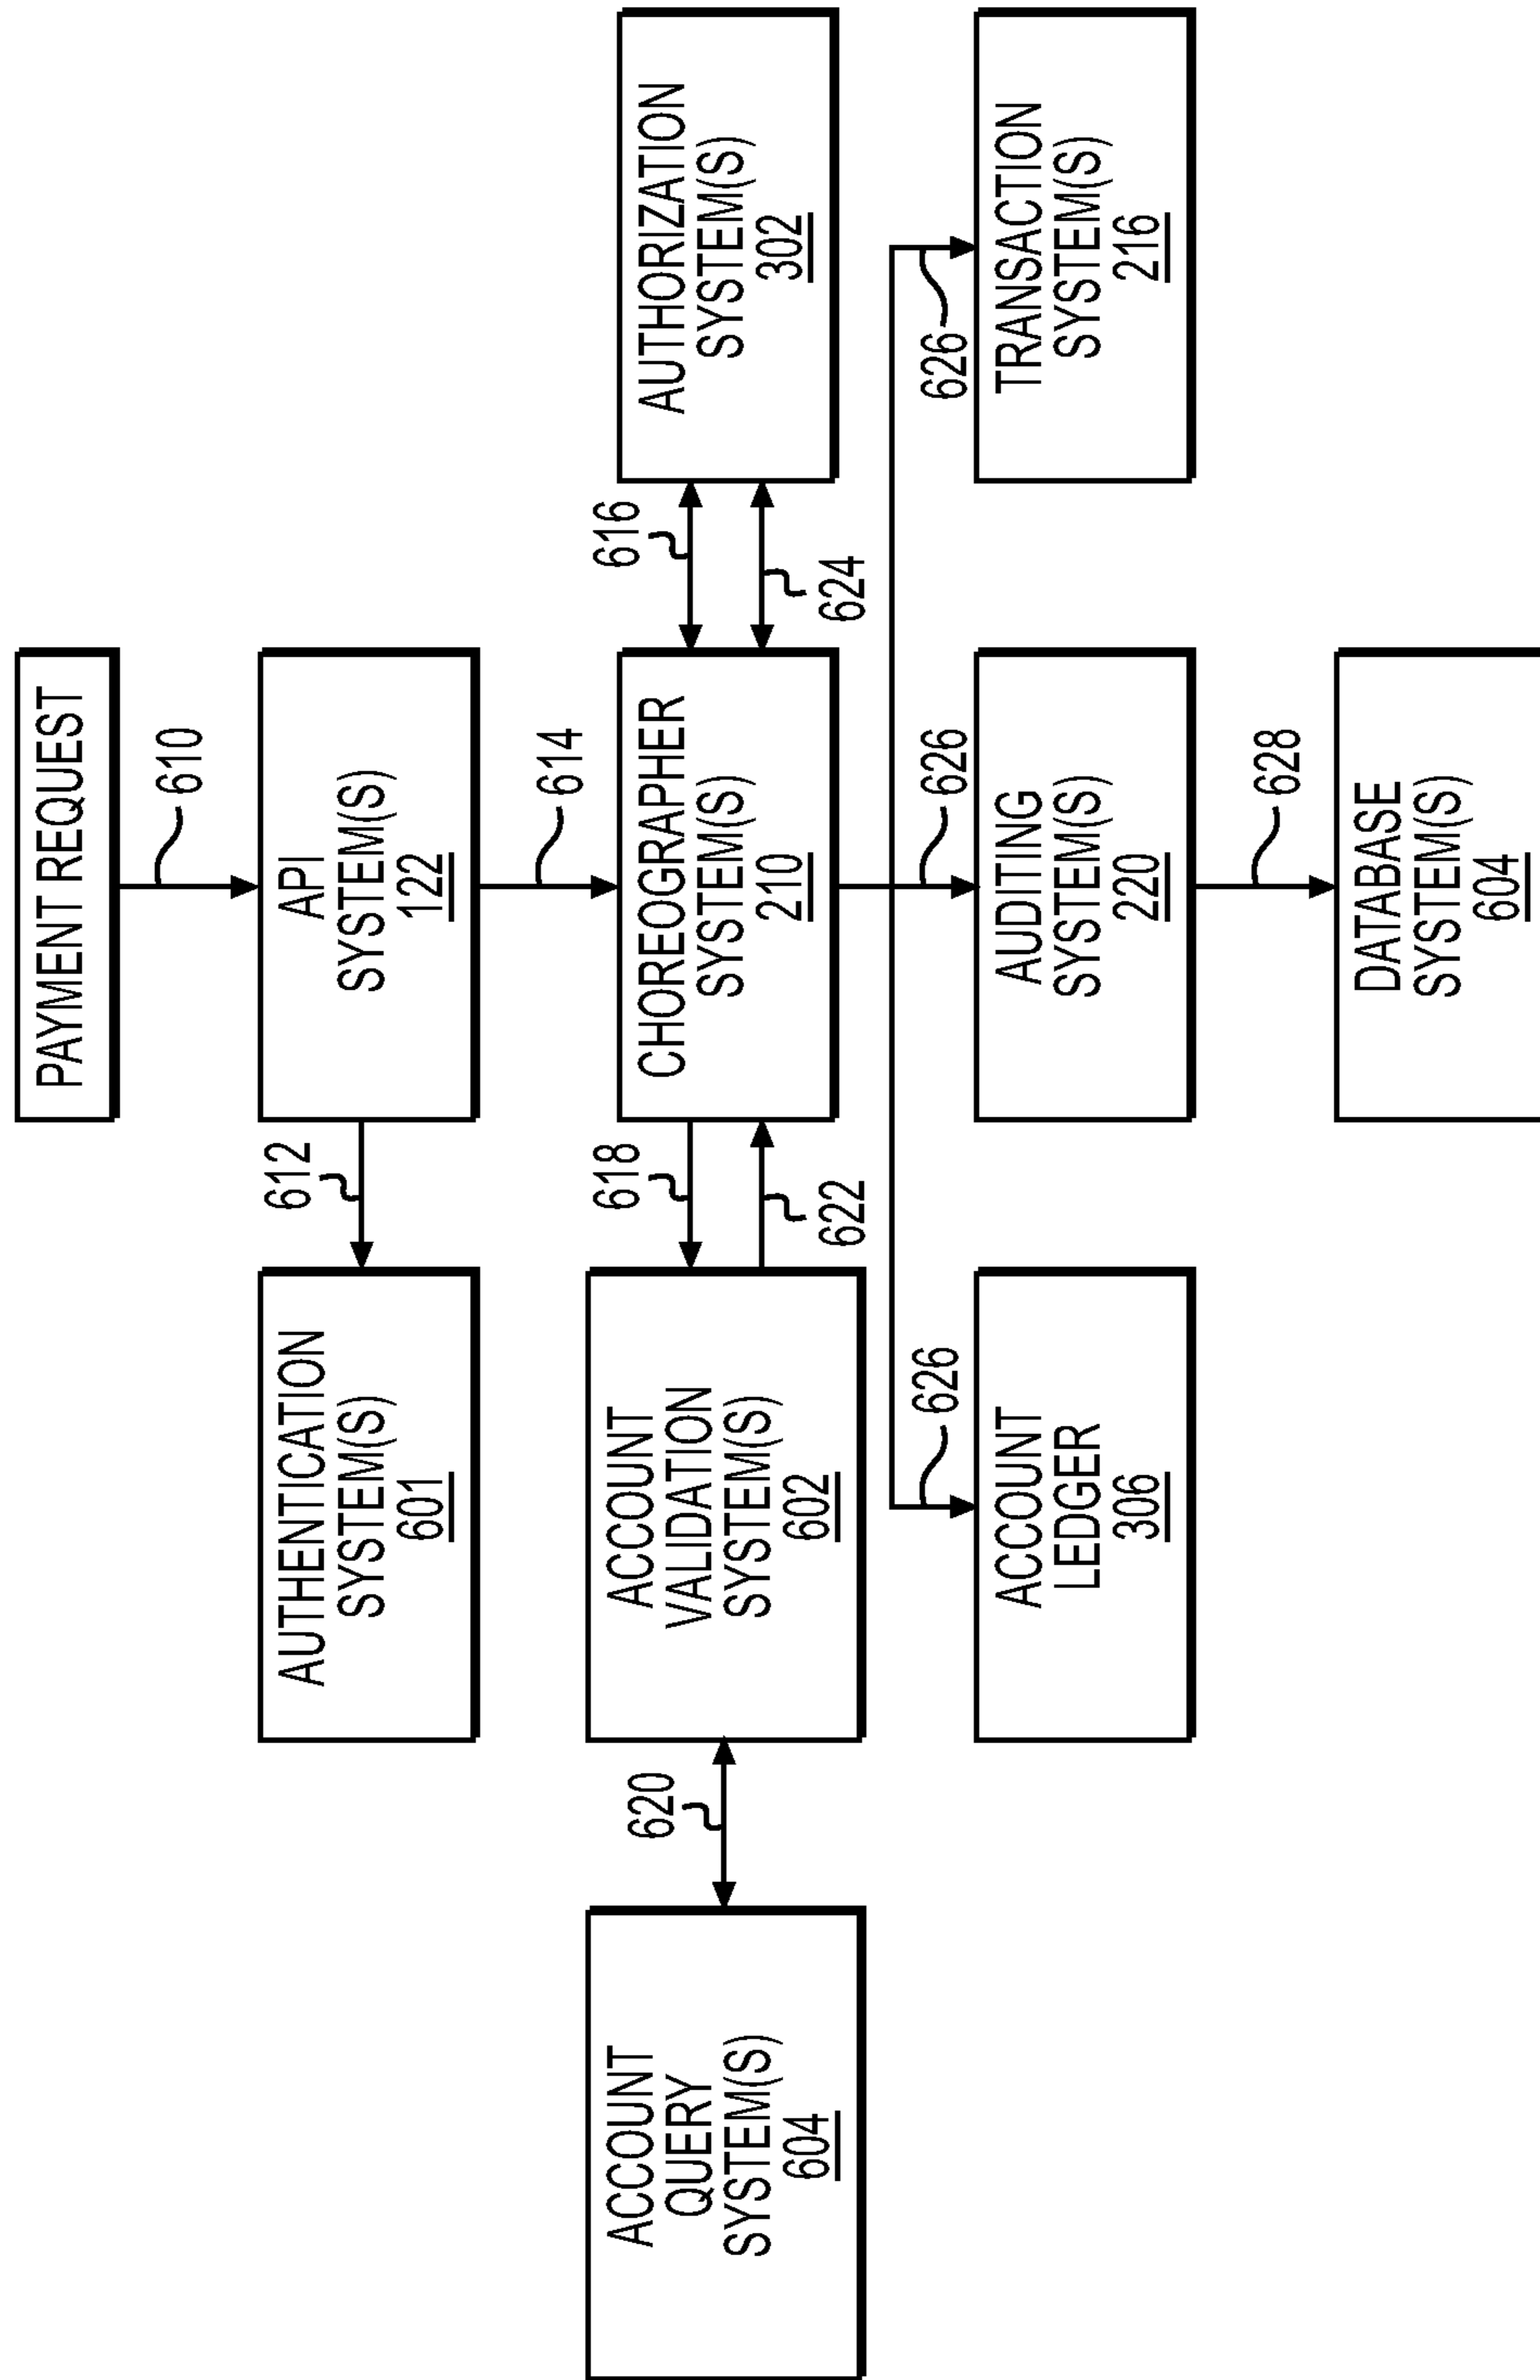 PAYMENT REQUEST
610
612
AUTHENTICATION
SYSTEM(S)
601
API
SYSTEM(S)
122
614
620
618
616
ACCOUNT
QUERY
SYSTEM(S)
604
ACCOUNT
VALIDATION
SYSTEM(S)
602
CHOREOGRAPHER
SYSTEM(S)
210
AUTHORIZATION
SYSTEM(S)
302
622
624
626
626
626
ACCOUNT
LEDGER
306
AUDITING
SYSTEM(S)
220
TRANSACTION
SYSTEM(S)
216
628
DATABASE
SYSTEM(S)
604